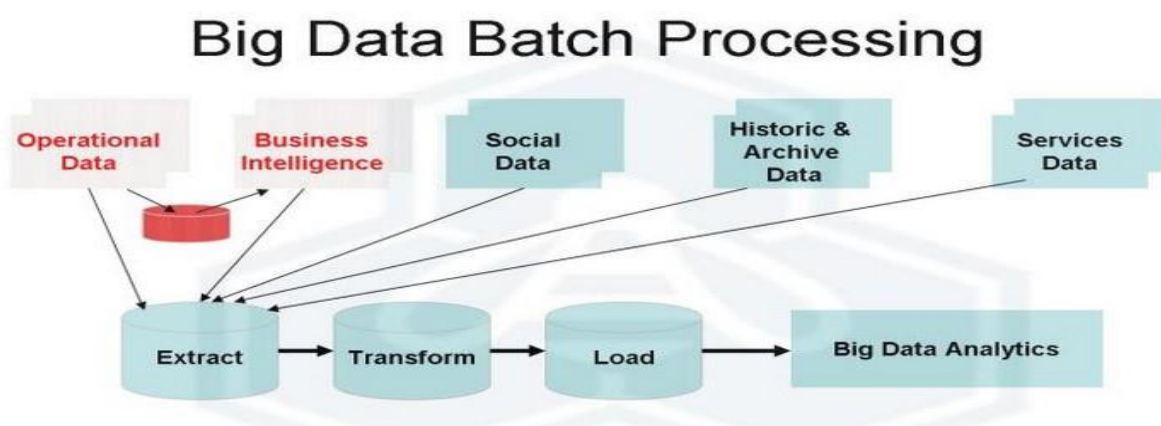 Big Data Batch Processing
Operational
Data
Business
Intelligence
Social
Data
Historic &
Archive
Data
Services
Data
Extract
Transform
Load
Big Data Analytics